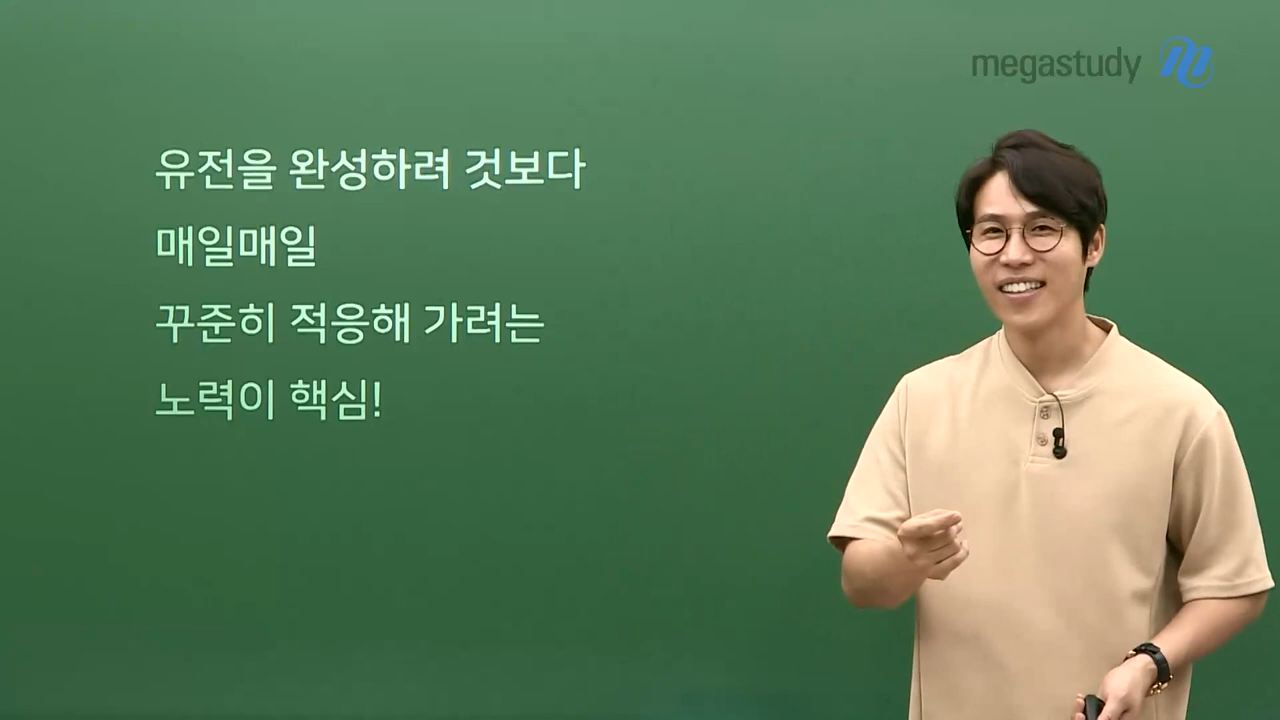 megastudy
유전을 완성하려 것보다
매일매일
꾸준히 적응해 가려는
노력이 핵심!